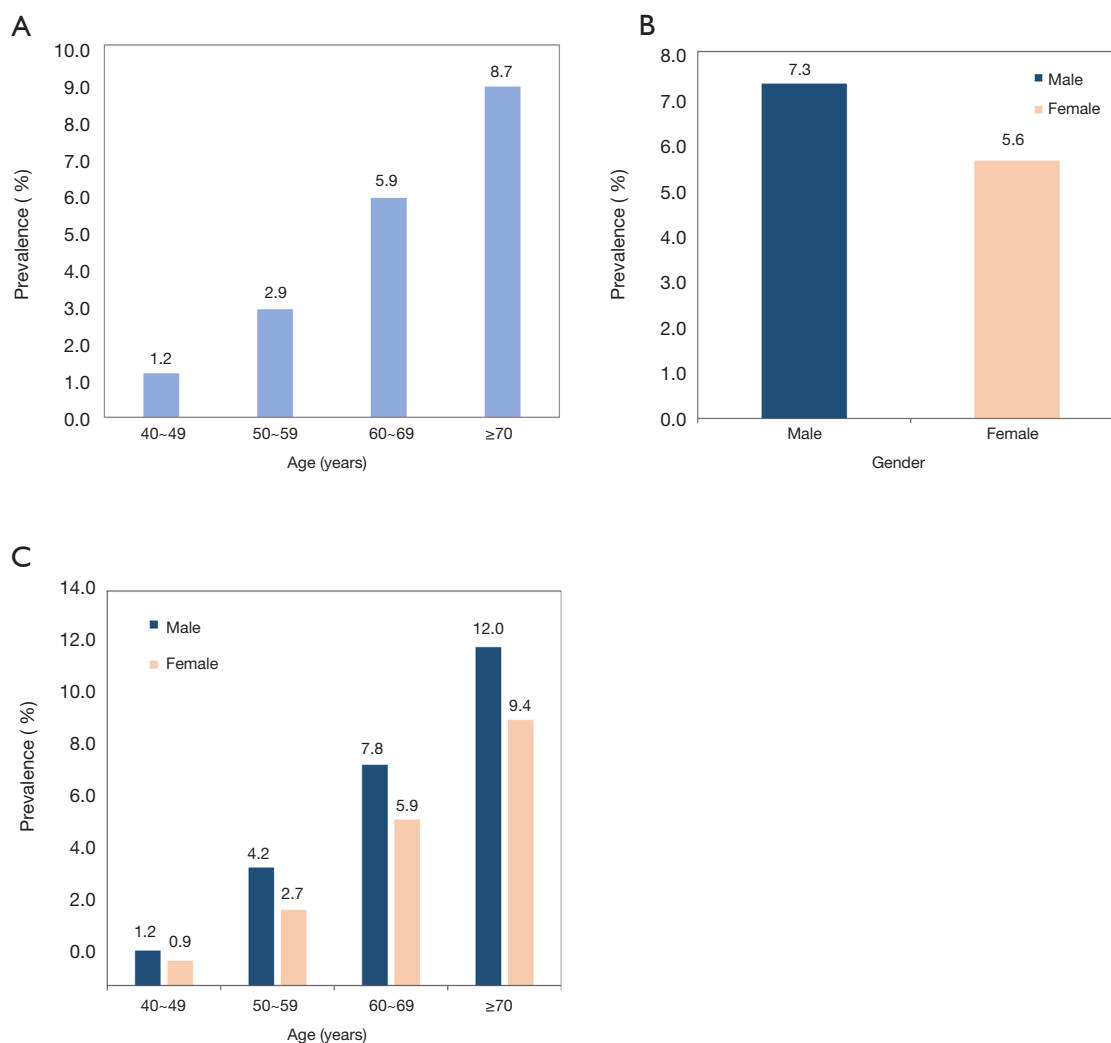 A
10.0
9.0
8.0
7.0
6.0
5.0
4.0
3.0
2.0
1.0
0.0
Prevalence ( %)
1.2
2.9
5.9
8.7
40~49 50~59 60~69 ≥70
Age (years)
B
8.0
7.0
6.0
5.0
4.0
3.0
2.0
1.0
0.0
Prevalence ( %)
7.3
5.6
Male
Female
Male Female
Gender
C
14.0
12.0
10.0
8.0
6.0
4.0
2.0
0.0
Prevalence ( %)
Male
Female
1.2
0.9
4.2
2.7
7.8
5.9
12.0
9.4
40~49 50~59 60~69 ≥70
Age (years)